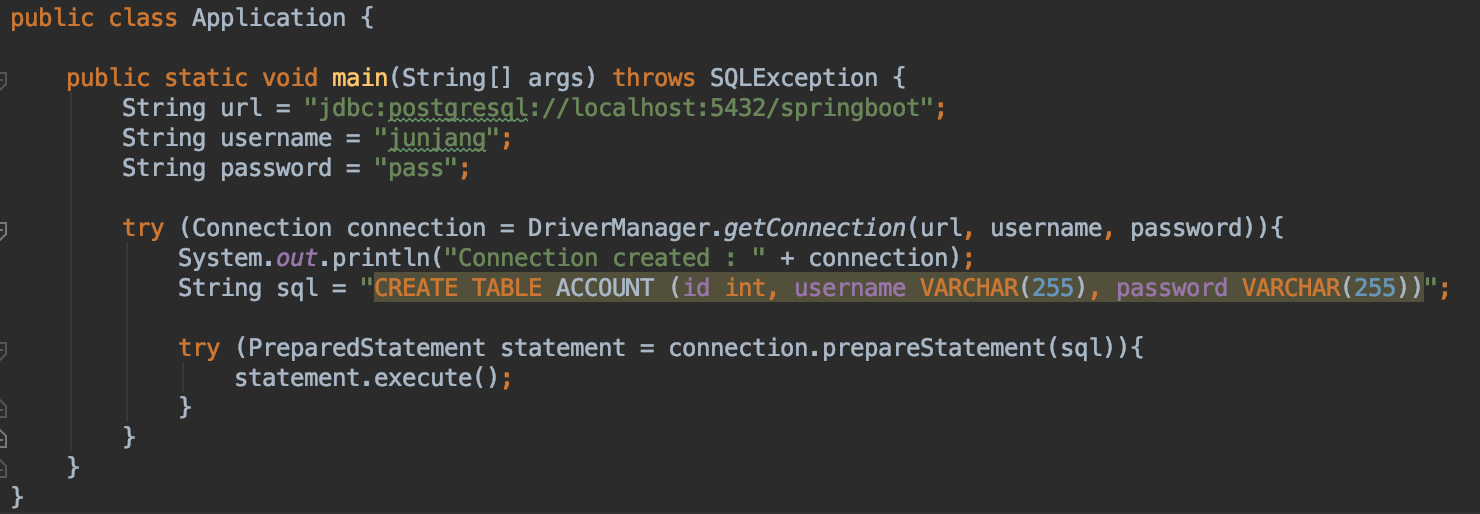 public class Application {
public static void main(String[] args) throws SQLException {
String url = "jdbc:postgresql://localhost:5432/springboot";
String username = "junjang";
String password = "pass";
try (Connection connection = DriverManager.getConnection(url, username, password)){
System.out.println("Connection created : " + connection);
String sql = "CREATE TABLE ACCOUNT (id int, username VARCHAR(255), password VARCHAR(255))";
try (PreparedStatement statement = connection.prepareStatement(sql)){
statement.execute();
}
}
}
}